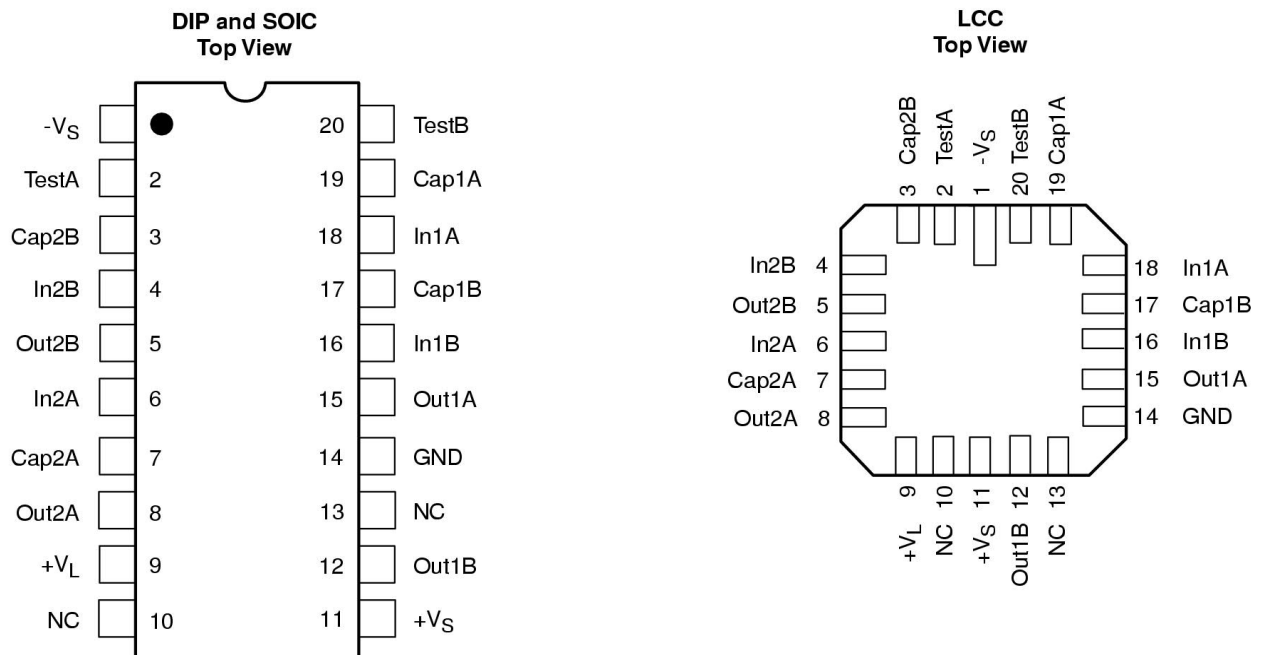 DIP and SOIC
Top View
-VS 20 TestB
TestA 2 19 Cap1A
Cap2B 3 18 In1A
In2B 4 17 Cap1B
Out2B 5 16 In1B
In2A 6 15 Out1A
Cap2A 7 14 GND
Out2A 8 13 NC
+VL 9 12 Out1B
NC 10 11 +VS
LCC
Top View
3 Cap2B
2 TestA
1 -VS
20 TestB
19 Cap1A
In2B 4 18 In1A
Out2B 5 17 Cap1B
In2A 6 16 In1B
Cap2A 7 15 Out1A
Out2A 8 14 GND
+VL 9
NC 10
+VS 11
Out1B 12
NC 13